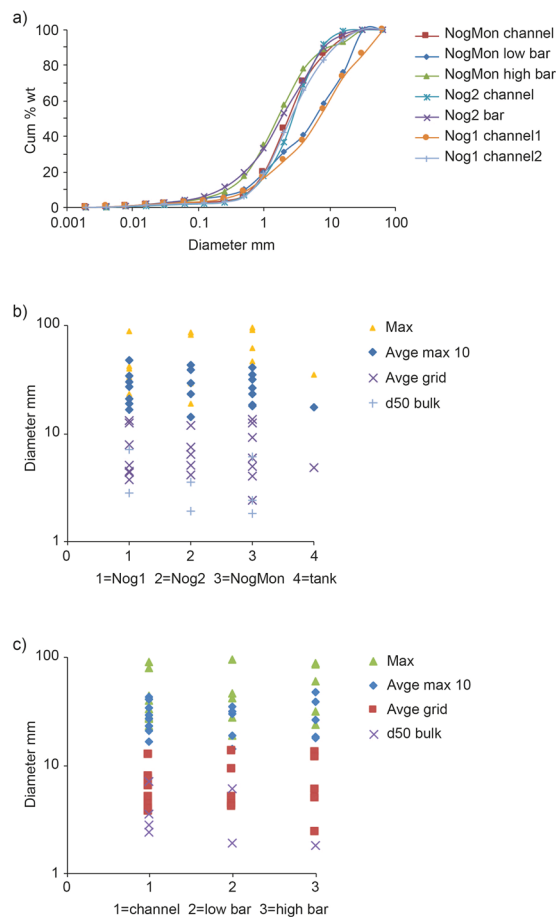 a)
100
80
60
40
20
0
Cum % wt
0.001
0.01
0.1
1
10
100
Diameter mm
NogMon channel
NogMon low bar
NogMon high bar
Nog2 channel
Nog2 bar
Nog1 channel1
Nog1 channel2
b)
100
10
1
Diameter mm
0
1
2
3
4
1=Nog1
2=Nog2
3=NogMon
4=tank
Max
Avge max 10
Avge grid
d50 bulk
c)
100
10
1
Diameter mm
0
1
2
3
1=channel
2=low bar
3=high bar
Max
Avge max 10
Avge grid
d50 bulk